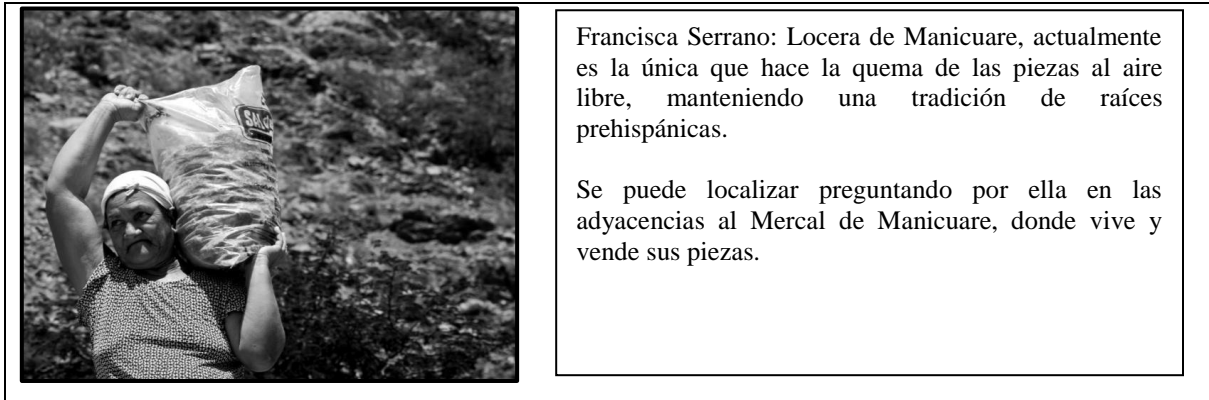 Francisca Serrano: Locera de Manicuare, actualmente
es la única que hace la quema de las piezas al aire
libre, manteniendo una tradición de raíces
prehispánicas.
Se puede localizar preguntando por ella en las
adyacencias al Mercal de Manicuare, donde vive y
vende sus piezas.